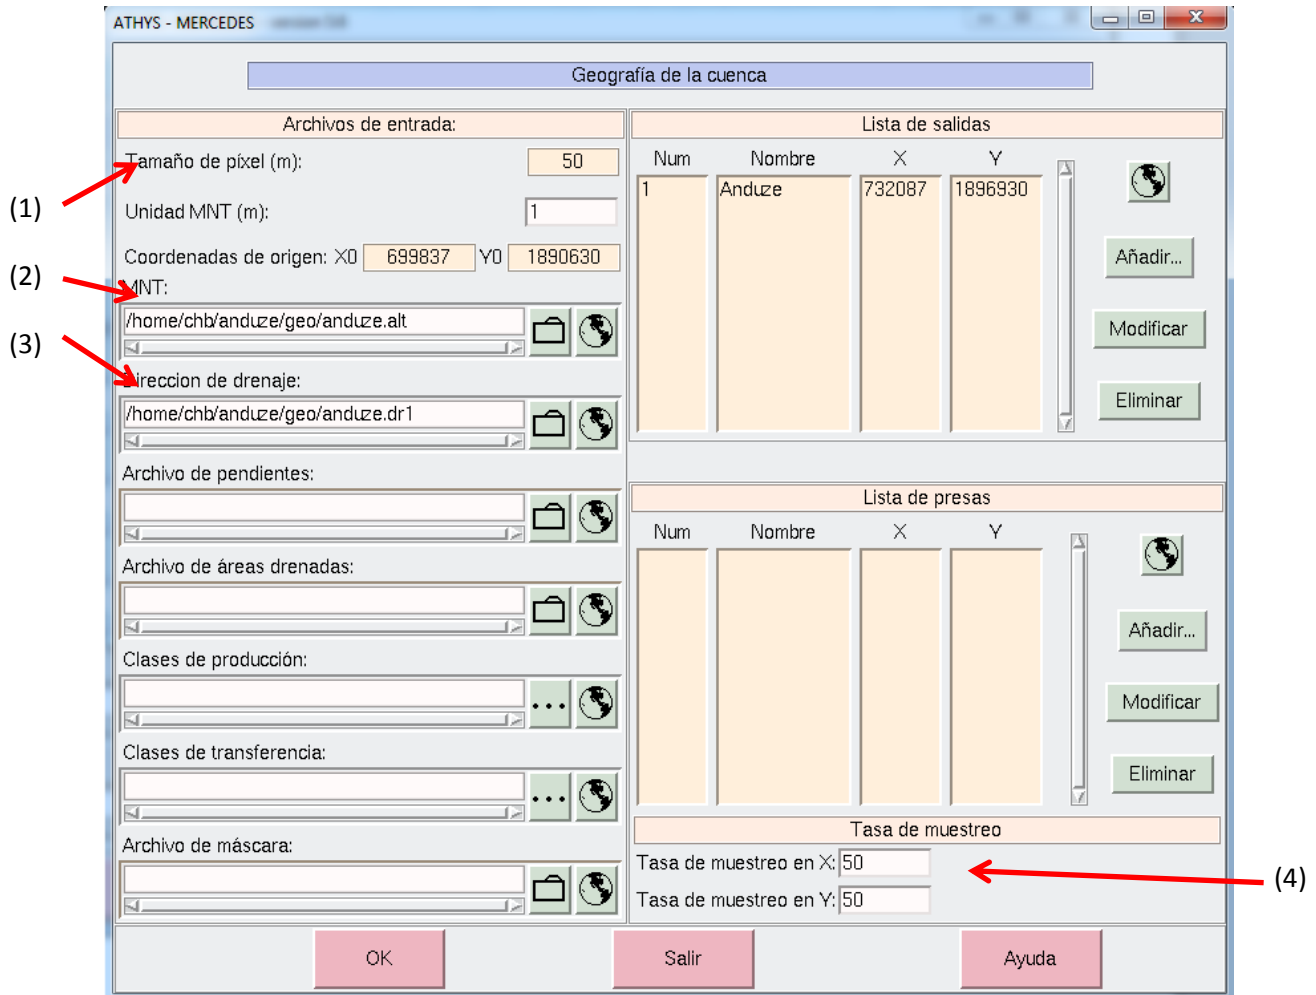 ATHYS - MERCEDES
Geografía de la cuenca
Archivos de entrada:
Tamaño de píxel (m): 50
(1)
Unidad MNT (m): 1
Coordenadas de origen: X0 699837 Y0 1890630
(2)
MNT:
/home/chb/anduze/geo/anduze.alt
(3)
Direccion de drenaje:
/home/chb/anduze/geo/anduze.dr1
Archivo de pendientes:
Archivo de áreas drenadas:
Clases de producción:
...
Clases de transferencia:
...
Archivo de máscara:
Lista de salidas
Num Nombre X Y
1 Anduze 732087 1896930
Añadir...
Modificar
Eliminar
Lista de presas
Num Nombre X Y
Añadir...
Modificar
Eliminar
Tasa de muestreo
Tasa de muestreo en X: 50
(4)
Tasa de muestreo en Y: 50
OK Salir Ayuda